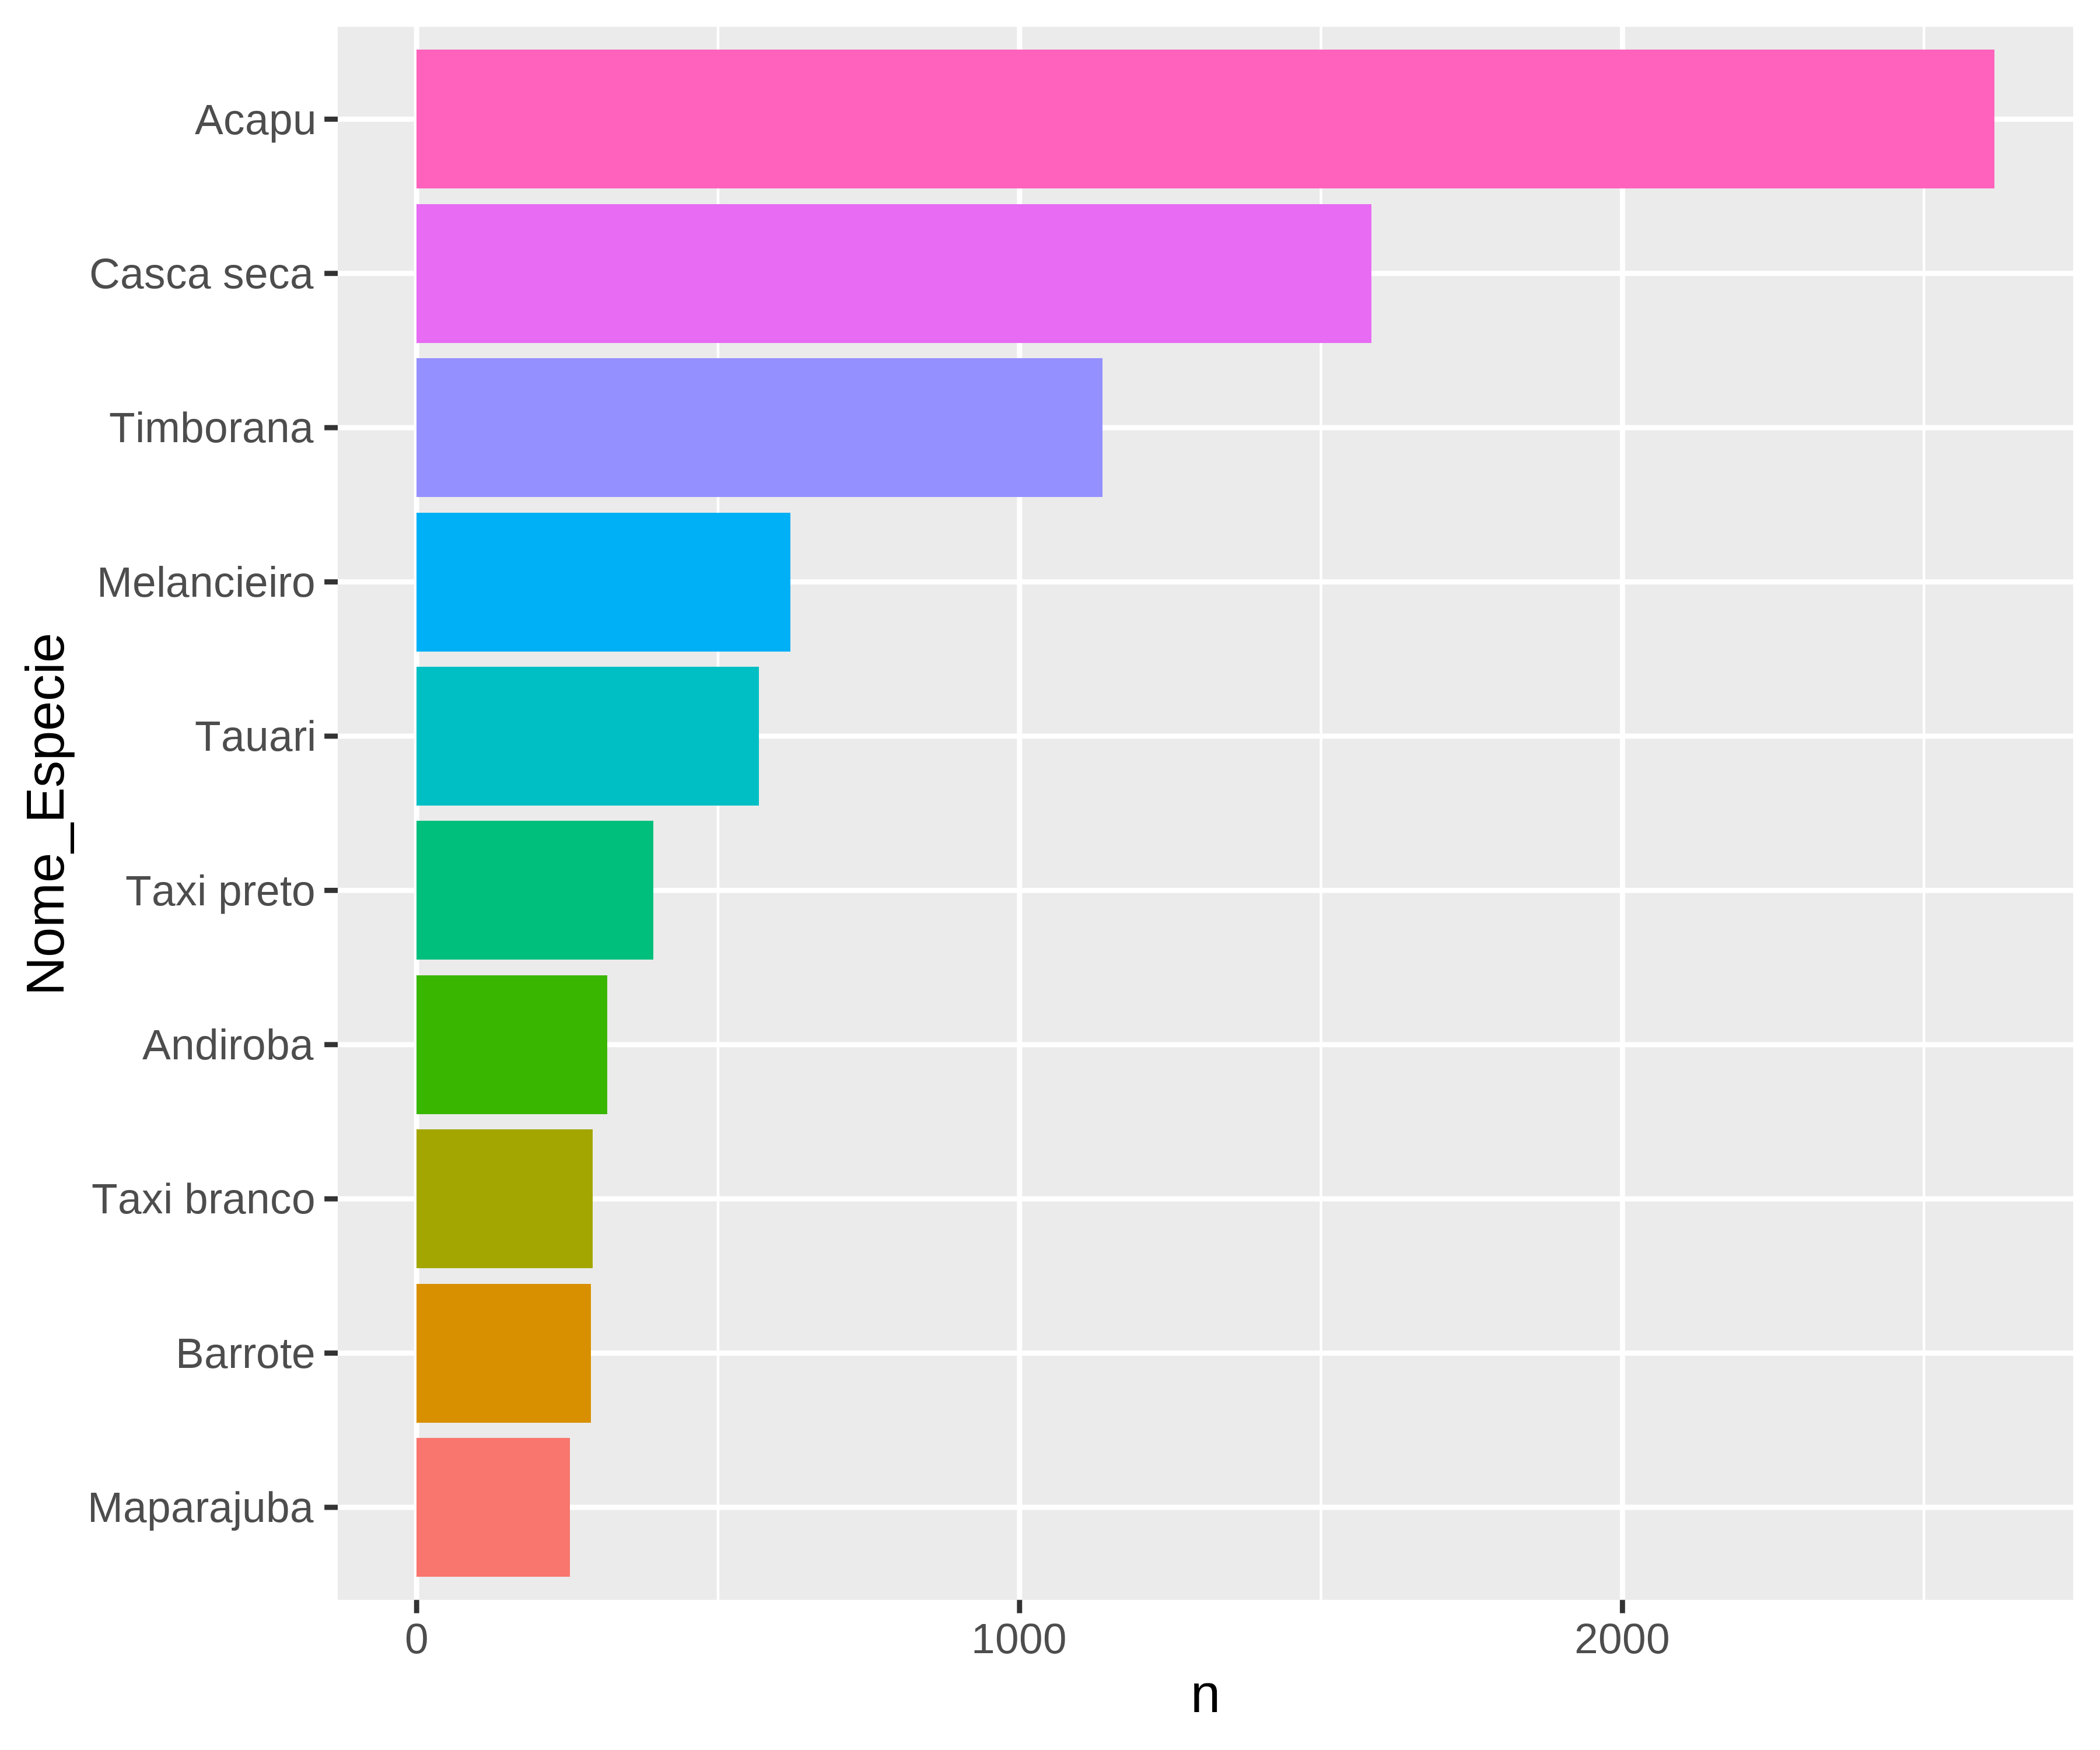 Acapu
Casca seca
Timborana
Melancieiro
Tauari
Taxi preto
Andiroba
Taxi branco
Barrote
Maparajuba
Nome_Especie
0 1000 2000
n